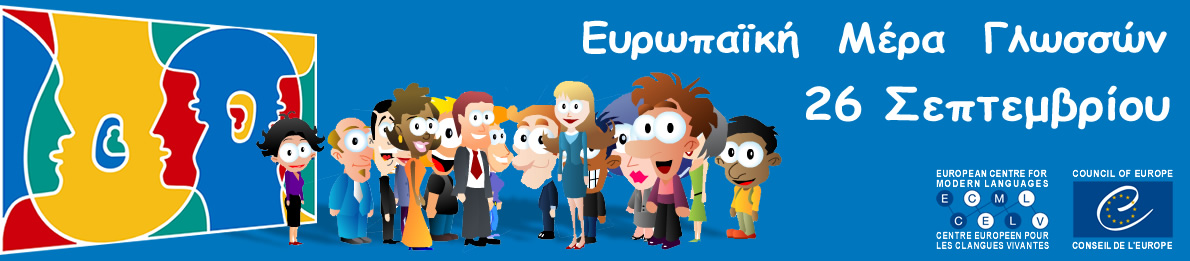 Ευρωπαϊκή Μέρα Γλωσσών
26 Σεπτεμβρίου
EUROPEAN CENTRE FOR
MODERN LANGUAGES
E C M L
C E L V
CENTRE EUROPEEN POUR
LES CLANGUES VIVANTES
COUNCIL OF EUROPE
CONSEIL DE L'EUROPE